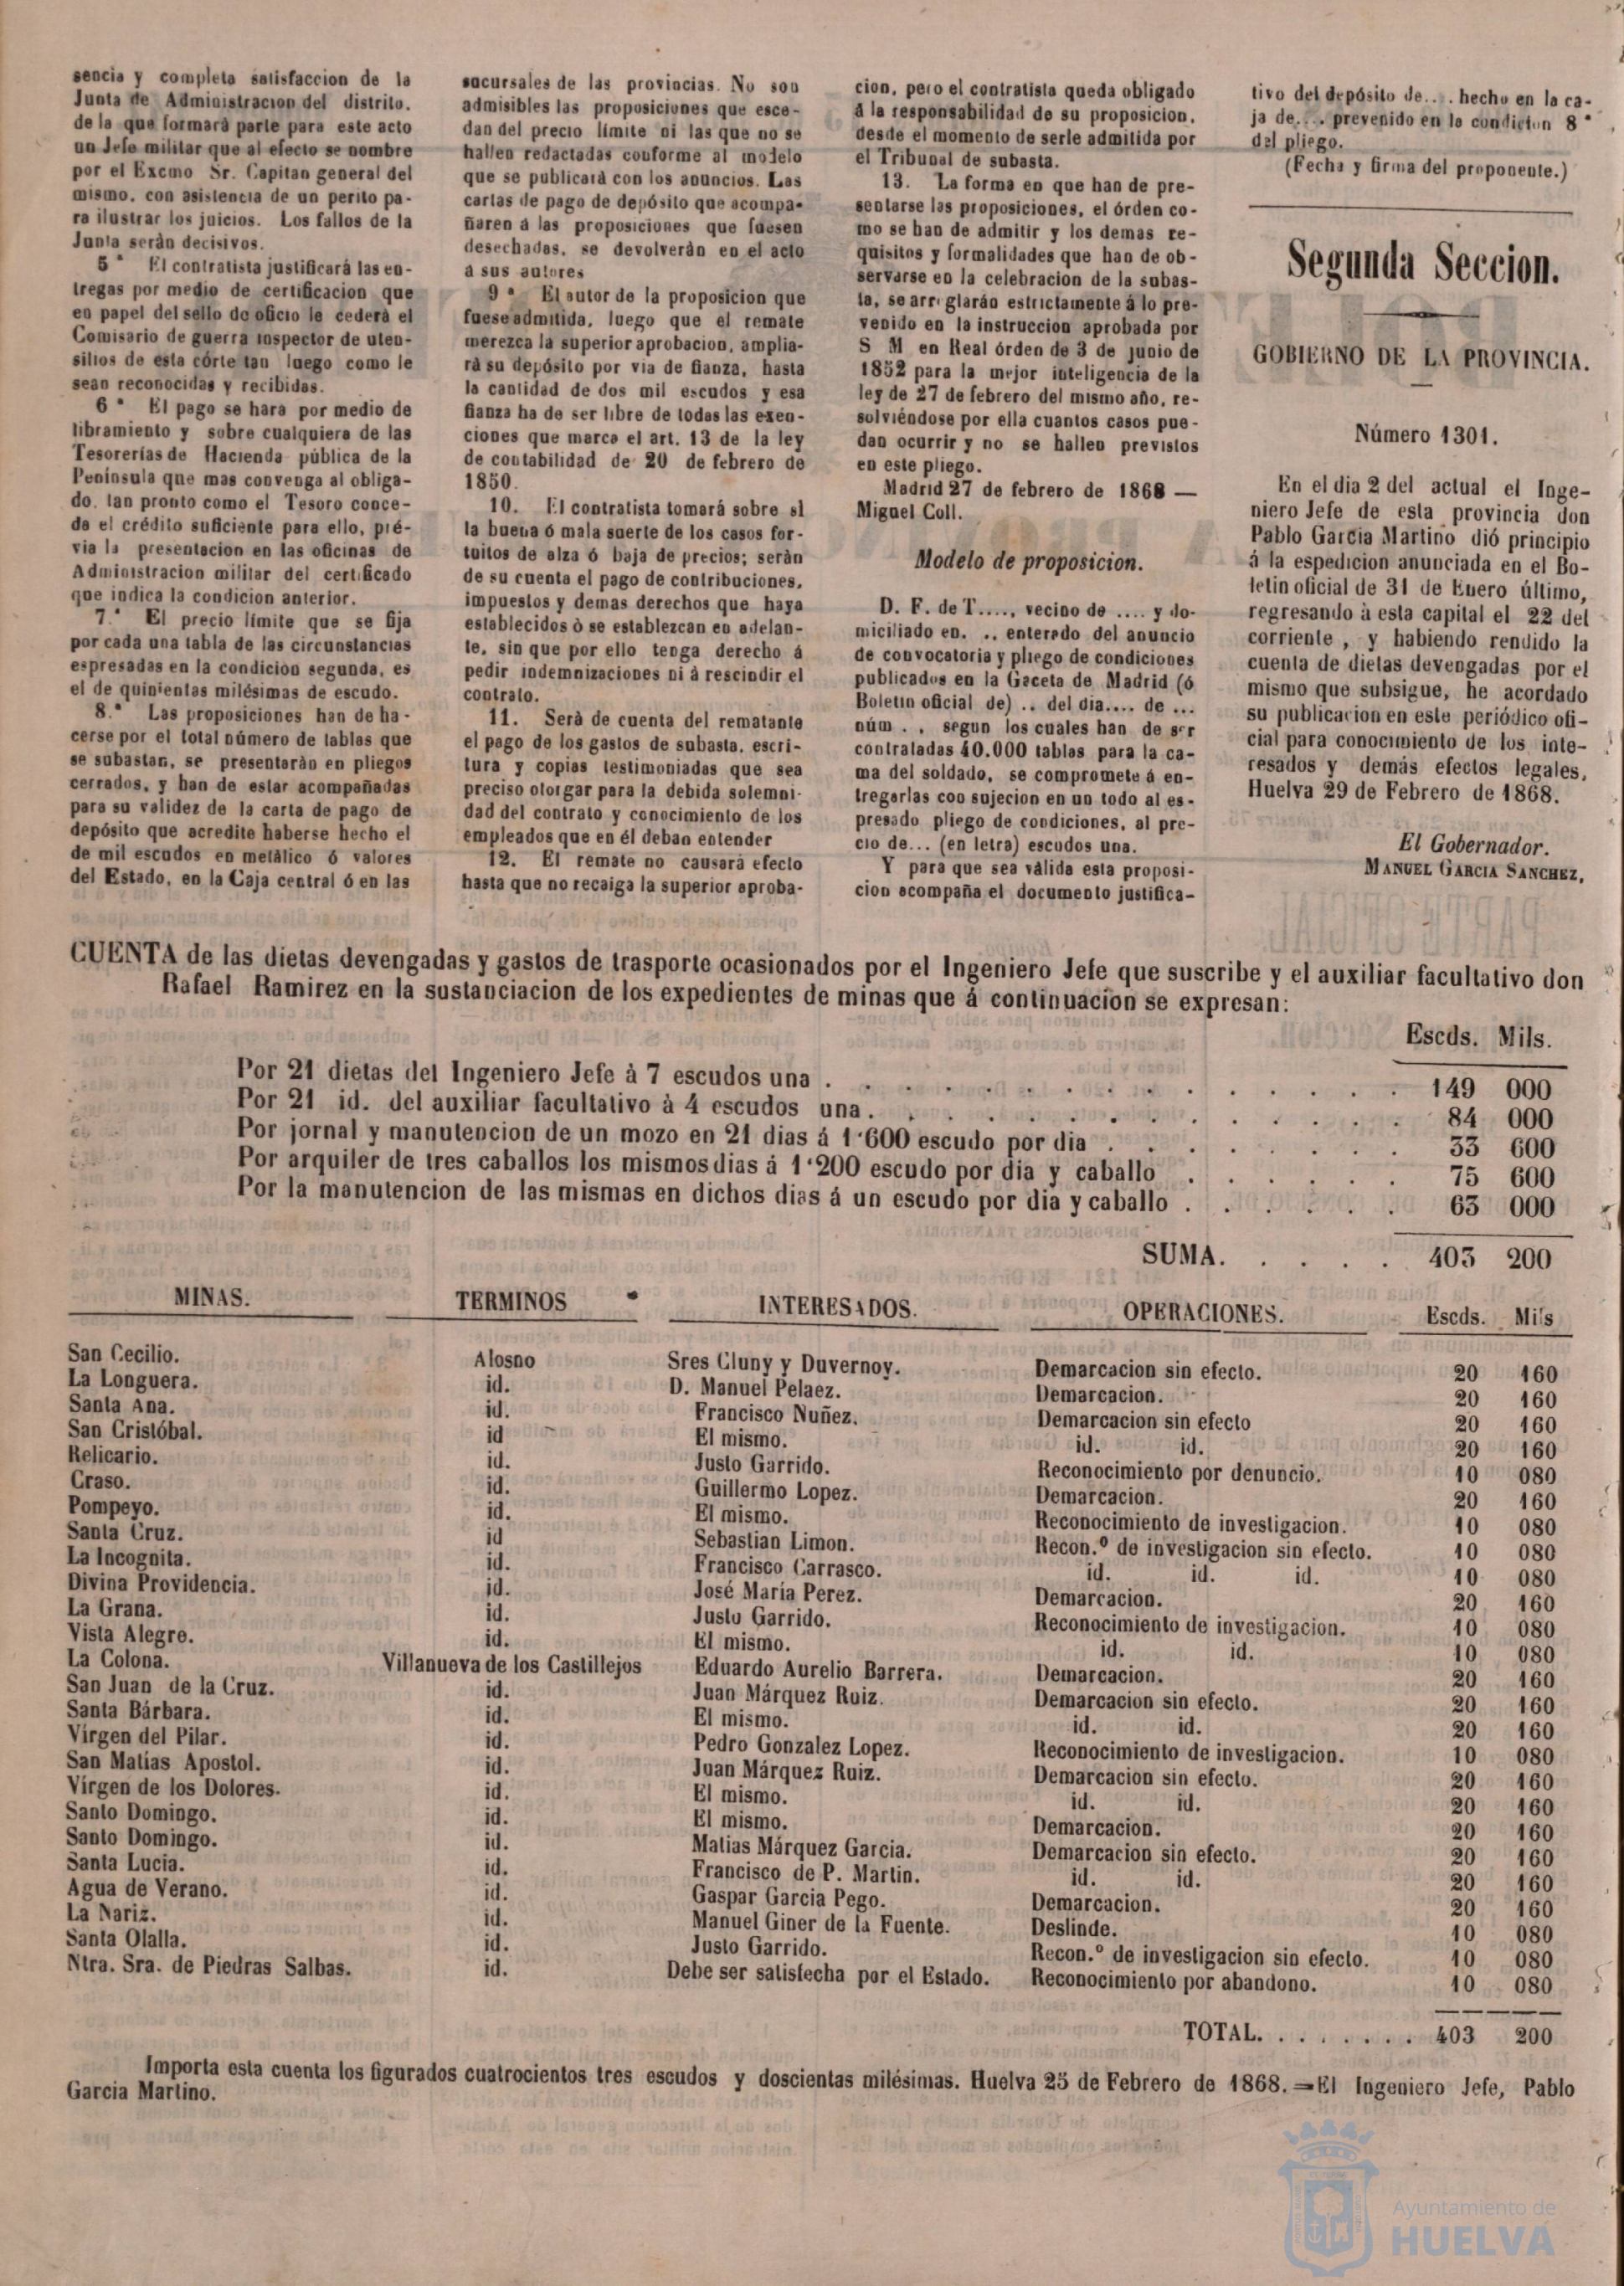 sencia y completa satisfaccion de la
Junta de Administracion del distrito.
de la que formará parte para este acto
un Jefe militar que al efecto se nombre
por el Excmo Sr. Capitan general del
mismo, con asistencia de un perito pa-
ra ilustrar los juicios. Los fallos de la
Junta serán decisivos.
5ª El contratista justificará las en-
tregas por medio de certificacion que
en papel del sello de oficio le cederá el
Comisario de guerra inspector de uten-
silios de esta córte tan luego como le
sean reconocidas y recibidas.
6ª El pago se hara por medio de
libramiento y sobre cualquiera de las
Tesorerías de Hacienda pública de la
Península que mas convenga al obliga-
do, tan pronto como el Tesoro conce-
da el crédito suficiente para ello, pré-
via la presentacion en las oficinas de
Administracion militar del certificado
que indica la condicion anterior.
7.ª El precio límite que se fija
por cada una tabla de las circunstancias
espresadas en la condicion segunda, es
el de quinientas milésimas de escudo.
8.ª Las proposiciones han de ha-
cerse por el total número de tablas que
se subastan, se presentarán en pliegos
cerrados, y han de estar acompañadas
para su validez de la carta de pago de
depósito que acredite haberse hecho el
de mil escudos en metálico ó valores
del Estado, en la Caja central ó en las
sucursales de las provincias. No son
admisibles las proposiciones que esce-
dan del precio límite ni las que no se
hallen redactadas conforme al modelo
que se publicará con los anuncios. Las
cartas de pago de depósito que acompa-
ñaren á las proposiciones que fuesen
desechadas, se devolverán en el acto
á sus autores
9ª El autor de la proposicion que
fuese admitida, luego que el remate
merezca la superior aprobacion, amplia-
rá su depósito por via de fianza, hasta
la cantidad de dos mil escudos y esa
fianza ha de ser libre de todas las exen-
ciones que marca el art. 13 de la ley
de contabilidad de 20 de febrero de
1850.
10. El contratista tomará sobre sí
la buena ó mala suerte de los casos for-
tuitos de alza ó baja de precios; serán
de su cuenta el pago de contribuciones,
impuestos y demas derechos que haya
establecidos ò se establezcan en adelan-
te, sin que por ello tenga derecho á
pedir indemnizaciones ni à rescindir el
contrato.
11. Serà de cuenta del rematante
el pago de los gastos de subasta, escri-
tura y copias testimoniadas que sea
preciso otorgar para la debida solemni-
dad del contrato y conocimiento de los
empleados que en él deban entender
12. El remate no causará efecto
hasta que no recaiga la superior aproba-
cion, pero el contratista queda obligado
á la responsabilidad de su proposicion,
desde el momento de serle admitida por
el Tribunal de subasta.
13. La forma en que han de pre-
sentarse las proposiciones, el órden co-
mo se han de admitir y los demas re-
quisitos y formalidades que han de ob-
servarse en la celebracion de la subas-
ta, se arreglarán estrictamente á lo pre-
venido en la instruccion aprobada por
S M en Real órden de 3 de junio de
1852 para la mejor inteligencia de la
ley de 27 de febrero del mismo año, re-
solviéndose por ella cuantos casos pue-
dan ocurrir y no se hallen previstos
en este pliego.
Madrid 27 de febrero de 1868 —
Miguel Coll.
Modelo de proposicion.
D. F. de T....., vecino de .... y do-
miciliado en. .. enterado del anuncio
de convocatoria y pliego de condiciones
publicados en la Gaceta de Madrid (ó
Boletin oficial de) .. del dia.... de ...
núm . , segun los cuales han de ser
contratadas 40.000 tablas para la ca-
ma del soldado, se compromete á en-
tregarlas con sujecion en un todo al es-
presado pliego de condiciones, al pre-
cio de... (en letra) escudos una.
Y para que sea válida esta proposi-
cion acompaña el documento justifica-
tivo del depósito de.... hecho en la ca-
ja de.... prevenido en la condicion 8ª
del pliego.
(Fecha y firma del proponente.)
Segunda Seccion.
GOBIERNO DE LA PROVINCIA.
Número 1301.
En el dia 2 del actual el Inge-
niero Jefe de esta provincia don
Pablo Garcia Martino dió principio
á la espedicion anunciada en el Bo-
letin oficial de 31 de Enero último,
regresando à esta capital el 22 del
corriente, y habiendo rendido la
cuenta de dietas devengadas por el
mismo que subsigue, he acordado
su publicacion en este periódico ofi-
cial para conocimiento de los inte-
resados y demás efectos legales,
Huelva 29 de Febrero de 1868.
El Gobernador.
MANUEL GARCIA SANCHEZ,
CUENTA de las dietas devengadas y gastos de trasporte ocasionados por el Ingeniero Jefe que suscribe y el auxiliar facultativo don
Rafael Ramirez en la sustanciacion de los expedientes de minas que á continuacion se expresan:
Escds. Mils.
Por 21 dietas del Ingeniero Jefe à 7 escudos una . . . . . . . . . . 149 000
Por 21 id. del auxiliar facultativo à 4 escudos una. . . . . . . . . . 84 000
Por jornal y manutencion de un mozo en 21 dias á 1'600 escudo por dia . . . . . . . 33 600
Por arquiler de tres caballos los mismos dias á 1'200 escudo por dia y caballo . . . . . . 75 600
Por la manutencion de las mismas en dichos dias á un escudo por dia y caballo . . . . . . 63 000
SUMA. . . . . . 403 200
MINAS. TERMINOS INTERESADOS. OPERACIONES. Escds. Mils
San Cecilio. Alosno Sres Cluny y Duvernoy. Demarcacion sin efecto. 20 160
La Longuera. id. D. Manuel Pelaez. Demarcacion. 20 160
Santa Ana. id. Francisco Nuñez. Demarcacion sin efecto 20 160
San Cristóbal. id El mismo. id. id. 20 160
Relicario. id. Justo Garrido. Reconocimiento por denuncio. 10 080
Craso. id. Guillermo Lopez. Demarcacion. 20 160
Pompeyo. id. El mismo. Reconocimiento de investigacion. 10 080
Santa Cruz. id Sebastian Limon. Recon.º de investigacion sin efecto. 10 080
La Incognita. id. Francisco Carrasco. id. id. id. 10 080
Divina Providencia. id. José María Perez. Demarcacion. 20 160
La Grana. id. Justo Garrido. Reconocimiento de investigacion. 10 080
Vista Alegre. id. El mismo. id. id. 10 080
La Colona. Villanueva de los Castillejos Eduardo Aurelio Barrera. Demarcacion. 20 160
San Juan de la Cruz. id. Juan Márquez Ruiz. Demarcacion sin efecto. 20 160
Santa Bárbara. id. El mismo. id. id. 20 160
Vírgen del Pilar. id. Pedro Gonzalez Lopez. Reconocimiento de investigacion. 10 080
San Matías Apostol. id. Juan Márquez Ruiz. Demarcacion sin efecto. 20 160
Vírgen de los Dolores. id. El mismo. id. id. 20 160
Santo Domingo. id. El mismo. Demarcacion. 20 160
Santo Domingo. id. Matias Márquez Garcia. Demarcacion sin efecto. 20 160
Santa Lucia. id. Francisco de P. Martin. id. id. 20 160
Agua de Verano. id. Gaspar Garcia Pego. Demarcacion. 20 160
La Nariz. id. Manuel Giner de la Fuente. Deslinde. 10 080
Santa Olalla. id. Justo Garrido. Recon.º de investigacion sin efecto. 10 080
Ntra. Sra. de Piedras Salbas. id. Debe ser satisfecha por el Estado. Reconocimiento por abandono. 10 080
TOTAL. . . . . . . . 403 200
Importa esta cuenta los figurados cuatrocientos tres escudos y doscientas milésimas. Huelva 25 de Febrero de 1868.=El Ingeniero Jefe, Pablo
Garcia Martino.
Ayuntamiento de
HUELVA